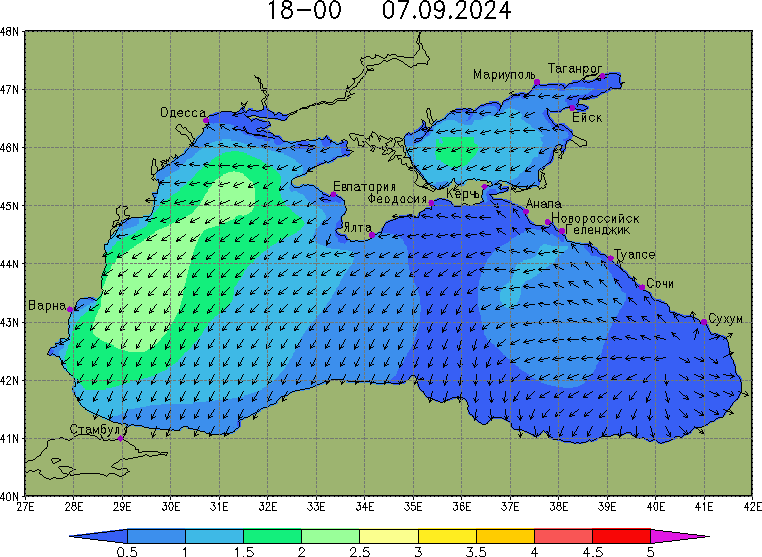 18-00 07.09.2024
48N
Мариуполь Таганрог
47N
Одесса Ейск
46N
Евпатория Керчь
Феодосия Анапа
45N
Новороссийск
Ялта Геленджик
Туапсе
44N
Сочи
Варна
Сухум
43N
42N
Стамбул
41N
40N
27E 28E 29E 30E 31E 32E 33E 34E 35E 36E 37E 38E 39E 40E 41E 42E
0.5 1 1.5 2 2.5 3 3.5 4 4.5 5